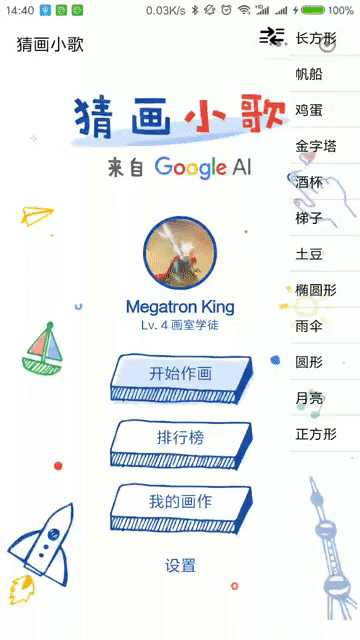 14:40
0.03K/s
HD
100%
猜画小歌
猜画小歌
来自 Google AI
Megatron King
Lv. 4 画室学徒
开始作画
排行榜
我的画作
设置
长方形
帆船
鸡蛋
金字塔
酒杯
梯子
土豆
椭圆形
雨伞
圆形
月亮
正方形